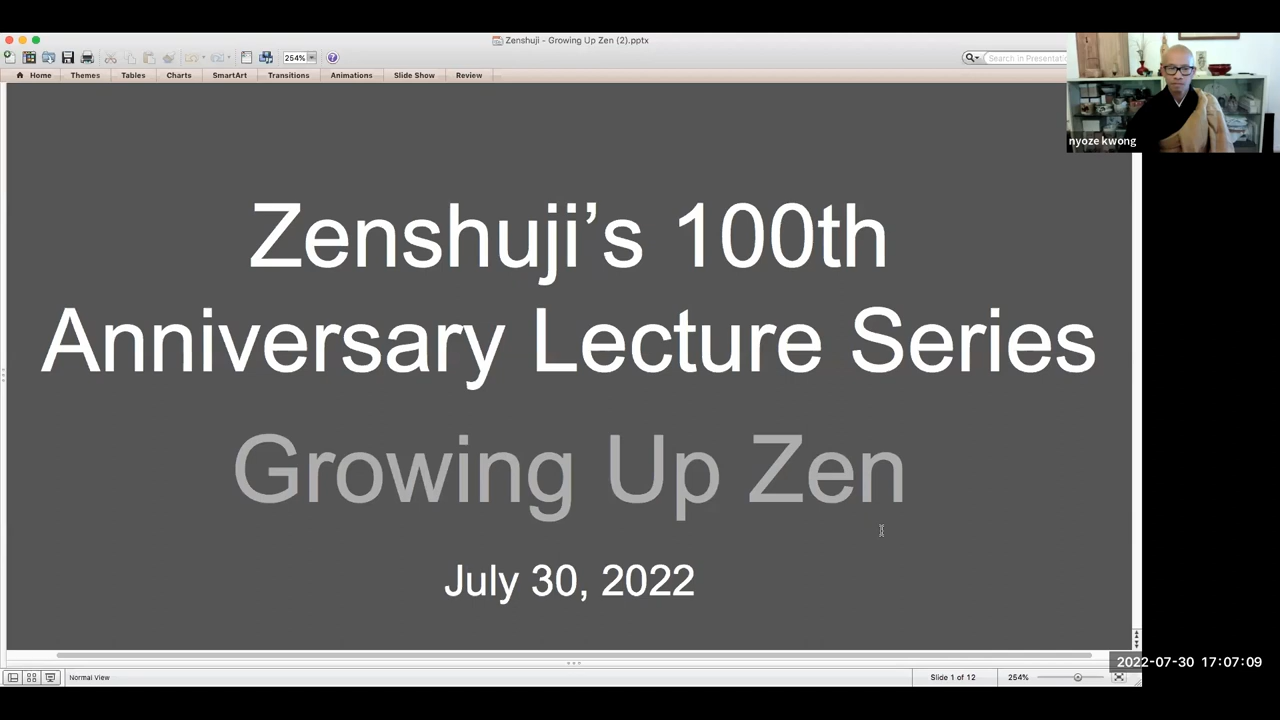 Zenshuji - Growing Up Zen (2).pptx
254%
Search in Presentati
Home
Themes
Tables
Charts
SmartArt
Transitions
Animations
Slide Show
Review
nyoze kwong
Zenshuji’s 100th
Anniversary Lecture Series
Growing Up Zen
July 30, 2022
2022-07-30 17:07:09
Normal View
Slide 1 of 12
254%